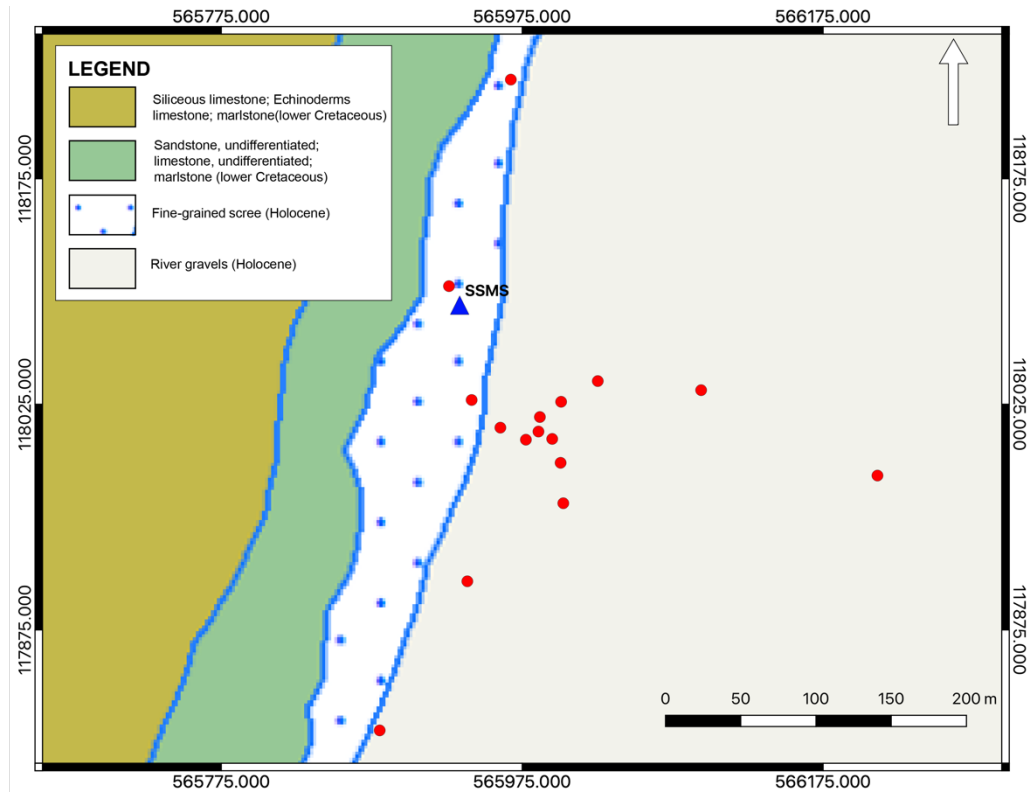 565775.000
565975.000
566175.000
LEGEND
Siliceous limestone; Echinoderms
limestone; marlstone(lower Cretaceous)
Sandstone, undifferentiated;
limestone, undifferentiated;
marlstone (lower Cretaceous)
Fine-grained scree (Holocene)
River gravels (Holocene)
118175.000
118175.000
SSMS
118025.000
118025.000
117875.000
117875.000
0 50 100 150 200 m
565775.000
565975.000
566175.000